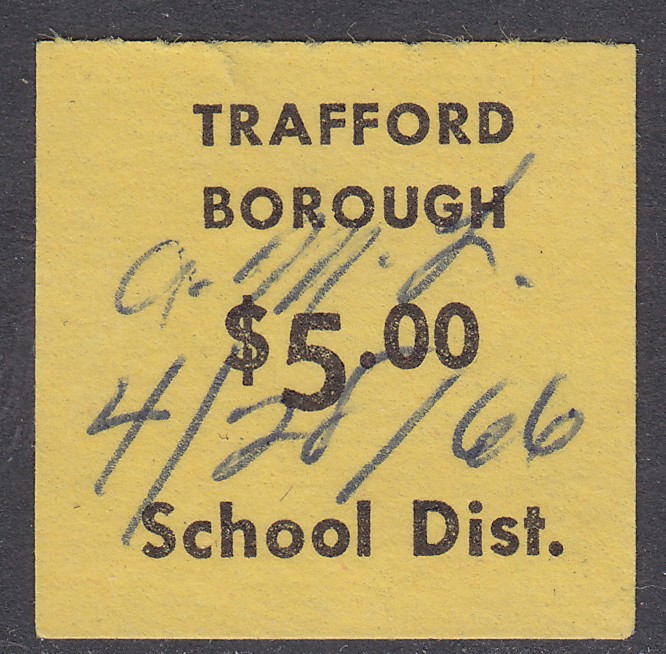 TRAFFORD
BOROUGH
a. M. L.
$5.00
4/28/66
School Dist.